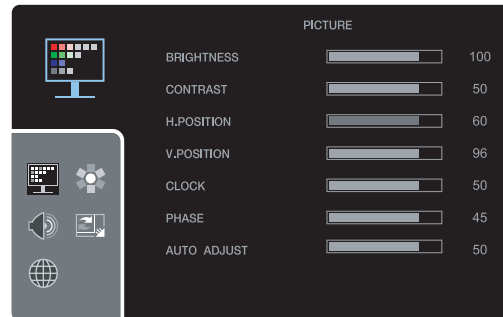 PICTURE
BRIGHTNESS 100
CONTRAST 50
H.POSITION 60
V.POSITION 96
CLOCK 50
PHASE 45
AUTO ADJUST 50